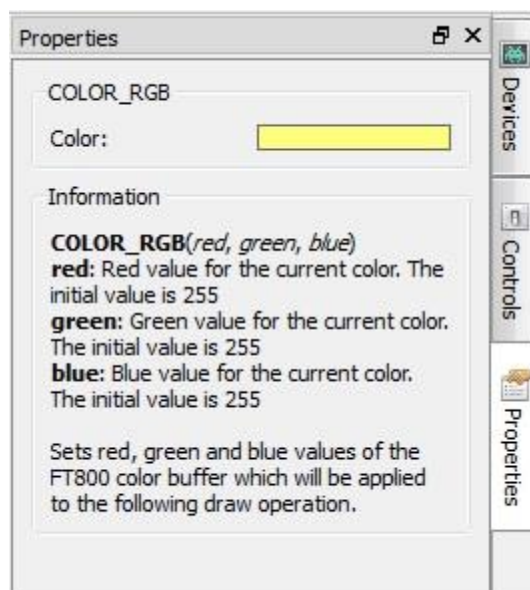 Properties
COLOR_RGB
Color:
Information
COLOR_RGB(red, green, blue)
red: Red value for the current color. The
initial value is 255
green: Green value for the current color.
The initial value is 255
blue: Blue value for the current color.
The initial value is 255
Sets red, green and blue values of the
FT800 color buffer which will be applied
to the following draw operation.
Devices
Controls
Properties